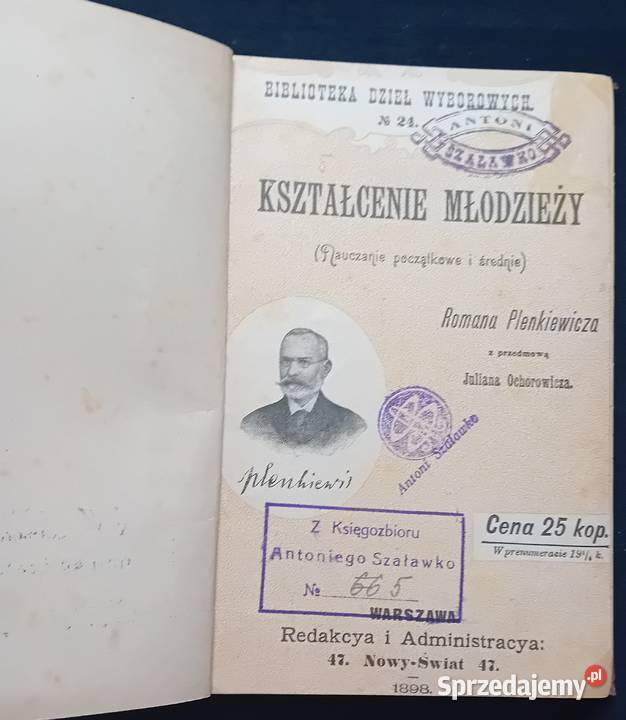 BIBLIOTEKA DZIEŁ WYBOROWYCH.
№ 24.
ANTONI
SZAŁAWKO
KSZTAŁCENIE MŁODZIEŻY
(Nauczanie początkowe i średnie)
Romana Plenkiewicza
z przedmową
Juliana Ochorowicza.
Antoni Szaławko
Plenkiewi
Cena 25 kop.
W prenumeracie 19¼ k.
Z Księgozbioru
Antoniego Szaławko
№ 665
WARSZAWA
Redakcya i Administracya:
47. Nowy-Świat 47.
1898.
Sprzedajemy.pl